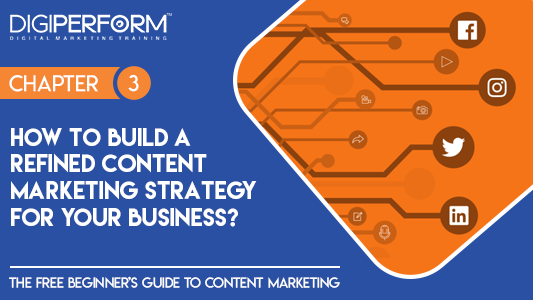 DIGIPERFORM™
DIGITAL MARKETING TRAINING
CHAPTER 3
HOW TO BUILD A
REFINED CONTENT
MARKETING STRATEGY
FOR YOUR BUSINESS?
THE FREE BEGINNER'S GUIDE TO CONTENT MARKETING